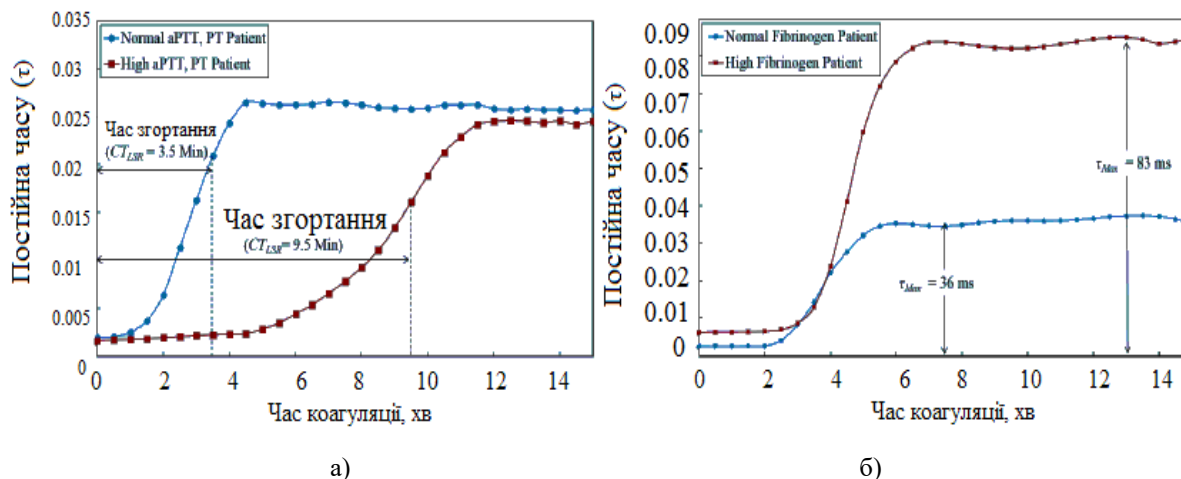 0.035
0.03
0.025
0.02
0.015
0.01
0.005
0
Постійна часу (τ)
Normal aPTT, PT Patient
High aPTT, PT Patient
Час згортання
(CT_LSR = 3.5 Min)
Час згортання
(CT_LSR = 9.5 Min)
0 2 4 6 8 10 12 14
Час коагуляції, хв
а)
0.09
0.08
0.07
0.06
0.05
0.04
0.03
0.02
0.01
0
Постійна часу (τ)
Normal Fibrinogen Patient
High Fibrinogen Patient
τ_Max = 83 ms
τ_Max = 36 ms
0 2 4 6 8 10 12 14
Час коагуляції, хв
б)